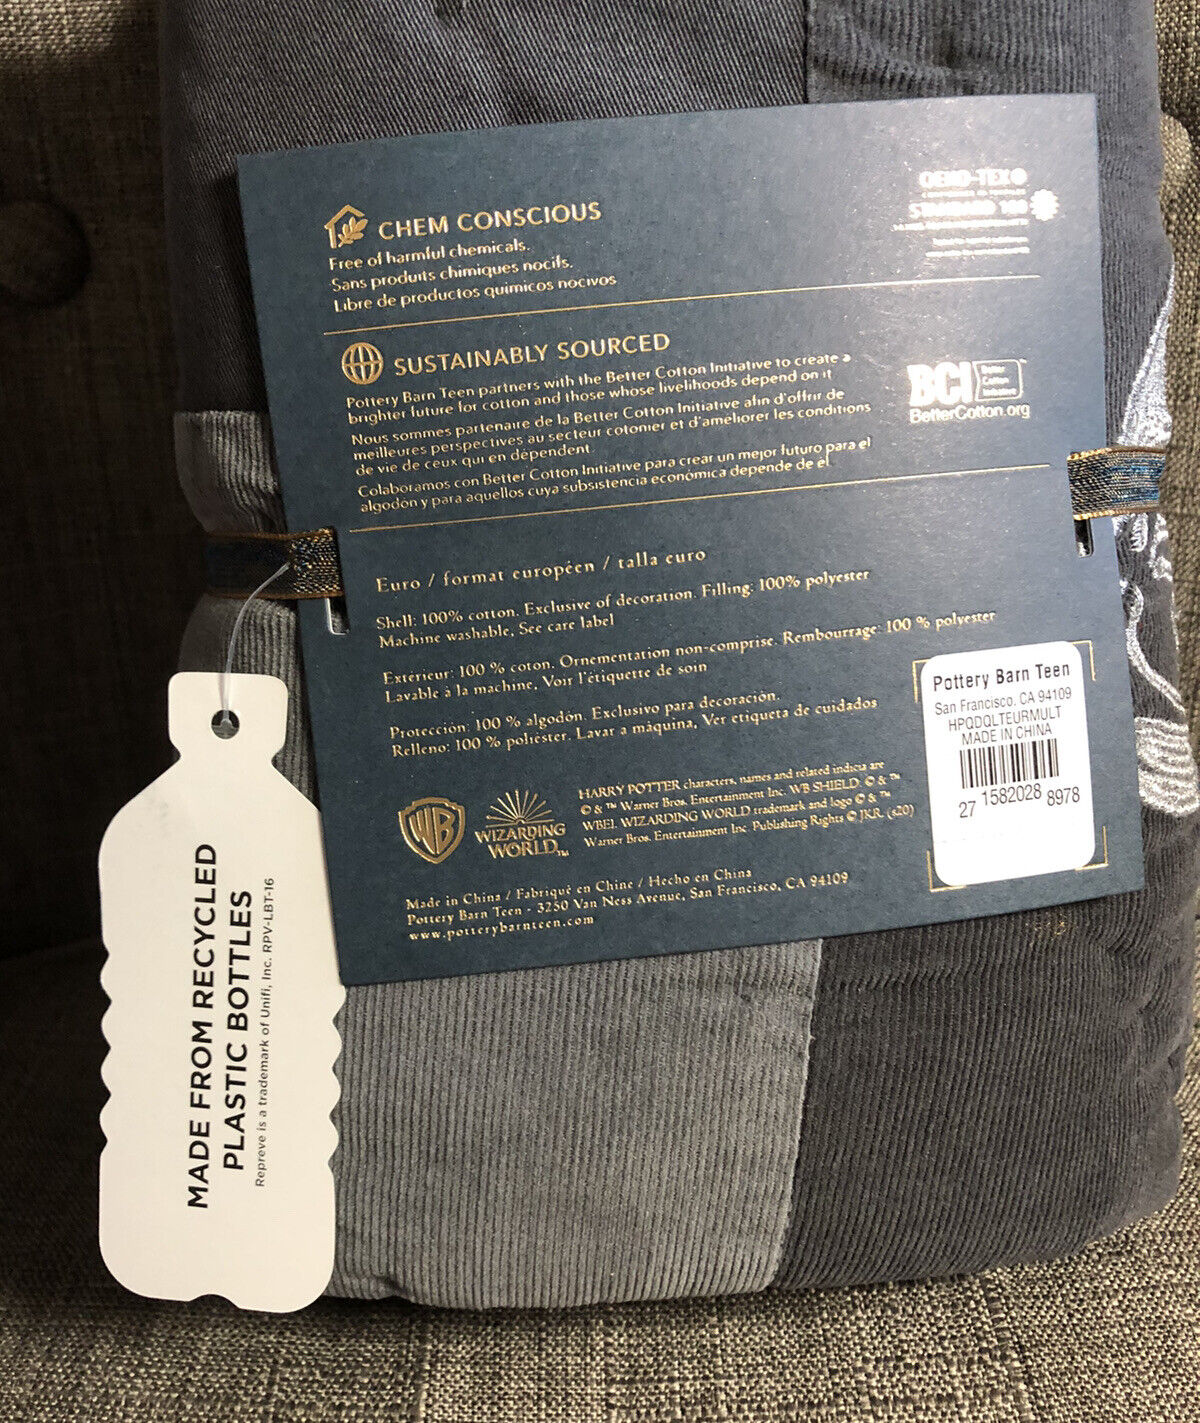 CHEM CONSCIOUS
Free of harmful chemicals.
Sans produits chimiques nocifs.
Libre de productos quimicos nocivos
OEKO-TEX®
STANDARD 100
SUSTAINABLY SOURCED
Pottery Barn Teen partners with the Better Cotton Initiative to create a
brighter future for cotton and those whose livelihoods depend on it
Nous sommes partenaire de la Better Cotton Initiative afin d'offrir de
meilleures perspectives au secteur cotonier et d'améliorer les conditions
de vie de ceux qui en dépendent
Colaboramos con Better Cotton Initiative para crear un mejor futuro para el
algodón y para aquellos cuya subsistencia económica depende de él
BCI
BetterCotton.org
Euro / format européen / talla euro
Shell: 100% cotton. Exclusive of decoration. Filling: 100% polyester
Machine washable, See care label
Extérieur: 100 % coton. Ornementation non-comprise. Rembourrage: 100 % polyester
Lavable à la machine, Voir l'étiquette de soin
Protección: 100 % algodón. Exclusivo para decoración.
Relleno: 100 % poliéster. Lavar a máquina, Ver etiqueta de cuidados
WB
WIZARDING
WORLD™
HARRY POTTER characters, names and related indicia are
© & ™ Warner Bros. Entertainment Inc. WB SHIELD: © & ™
WBEI. WIZARDING WORLD trademark and logo © & ™
Warner Bros. Entertainment Inc. Publishing Rights © JKR. (s20)
Made in China / Fabriqué en Chine / Hecho en China
Pottery Barn Teen - 3250 Van Ness Avenue, San Francisco, CA 94109
www.potterybarnteen.com
Pottery Barn Teen
San Francisco, CA 94109
HPQDQLTEURMULT
MADE IN CHINA
27 1582028 8978
MADE FROM RECYCLED
PLASTIC BOTTLES
Repreve is a trademark of Unifi, Inc. RPV-LBT-16